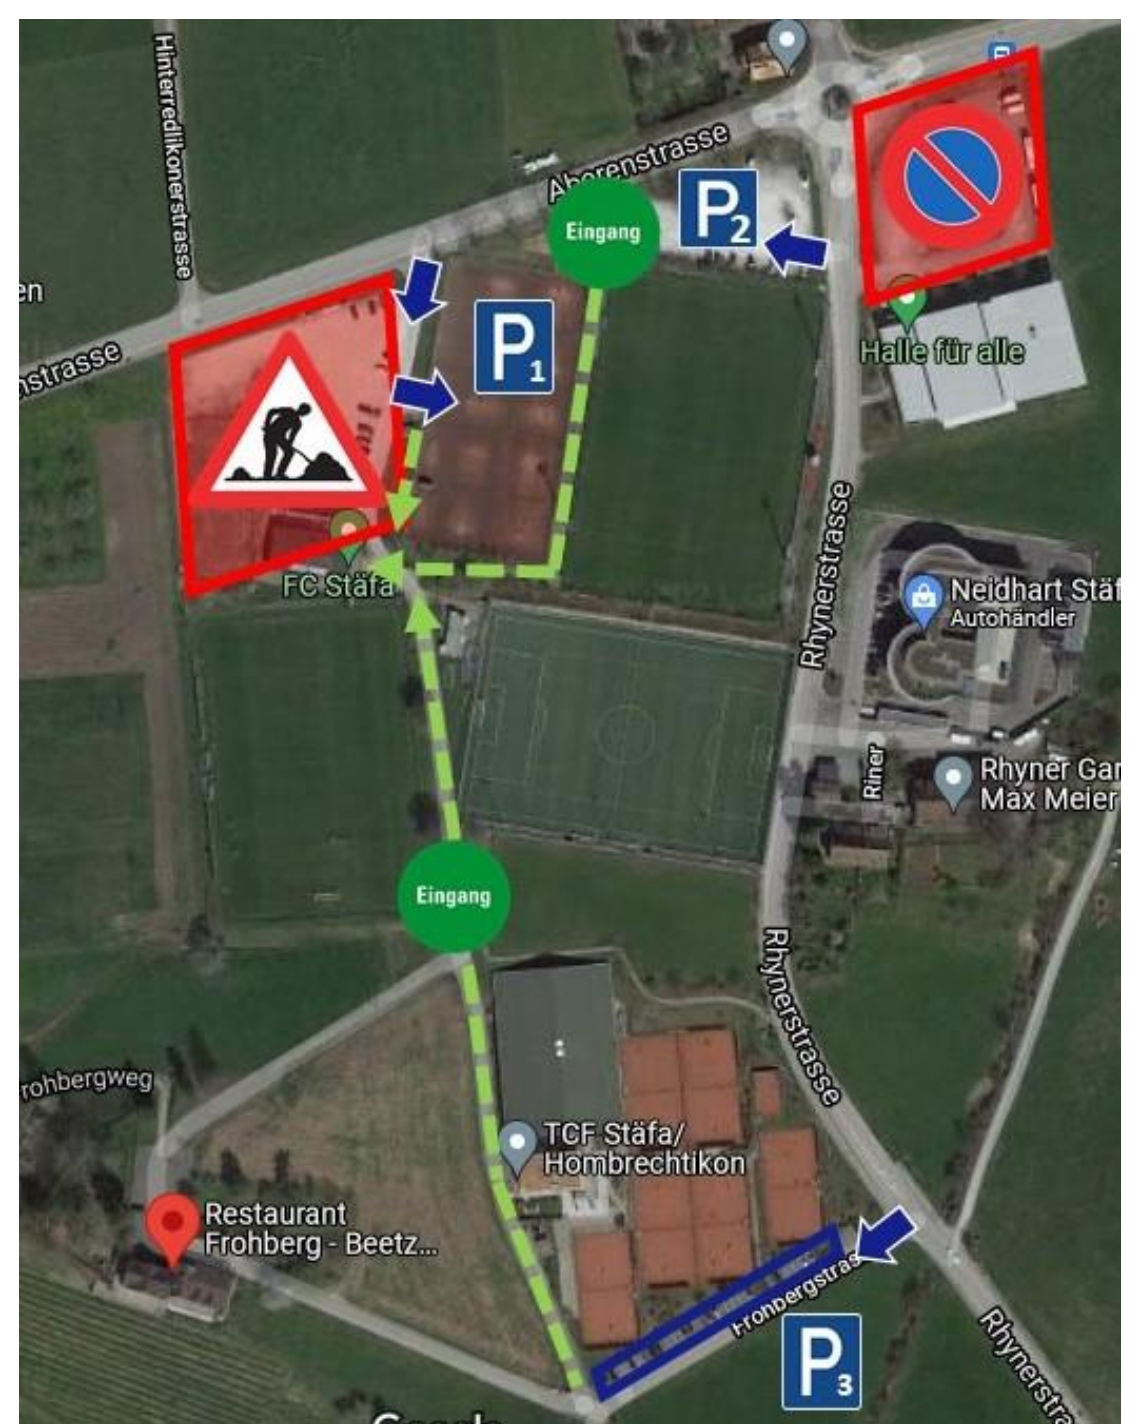 Hinterredlikonerstrasse
Aborenstrasse
P2
Eingang
en
nstrasse
P1
Halle für alle
FC Stäfa
Rhynerstrasse
Neidhart Stäf
Autohändler
Riner
Rhyner Gar
Max Meier
Eingang
Rhynerstrasse
rohbergweg
TCF Stäfa/
Hombrechtikon
Restaurant
Frohberg - Beetz...
Frohbergstras
P3
Rhynerstra
Google